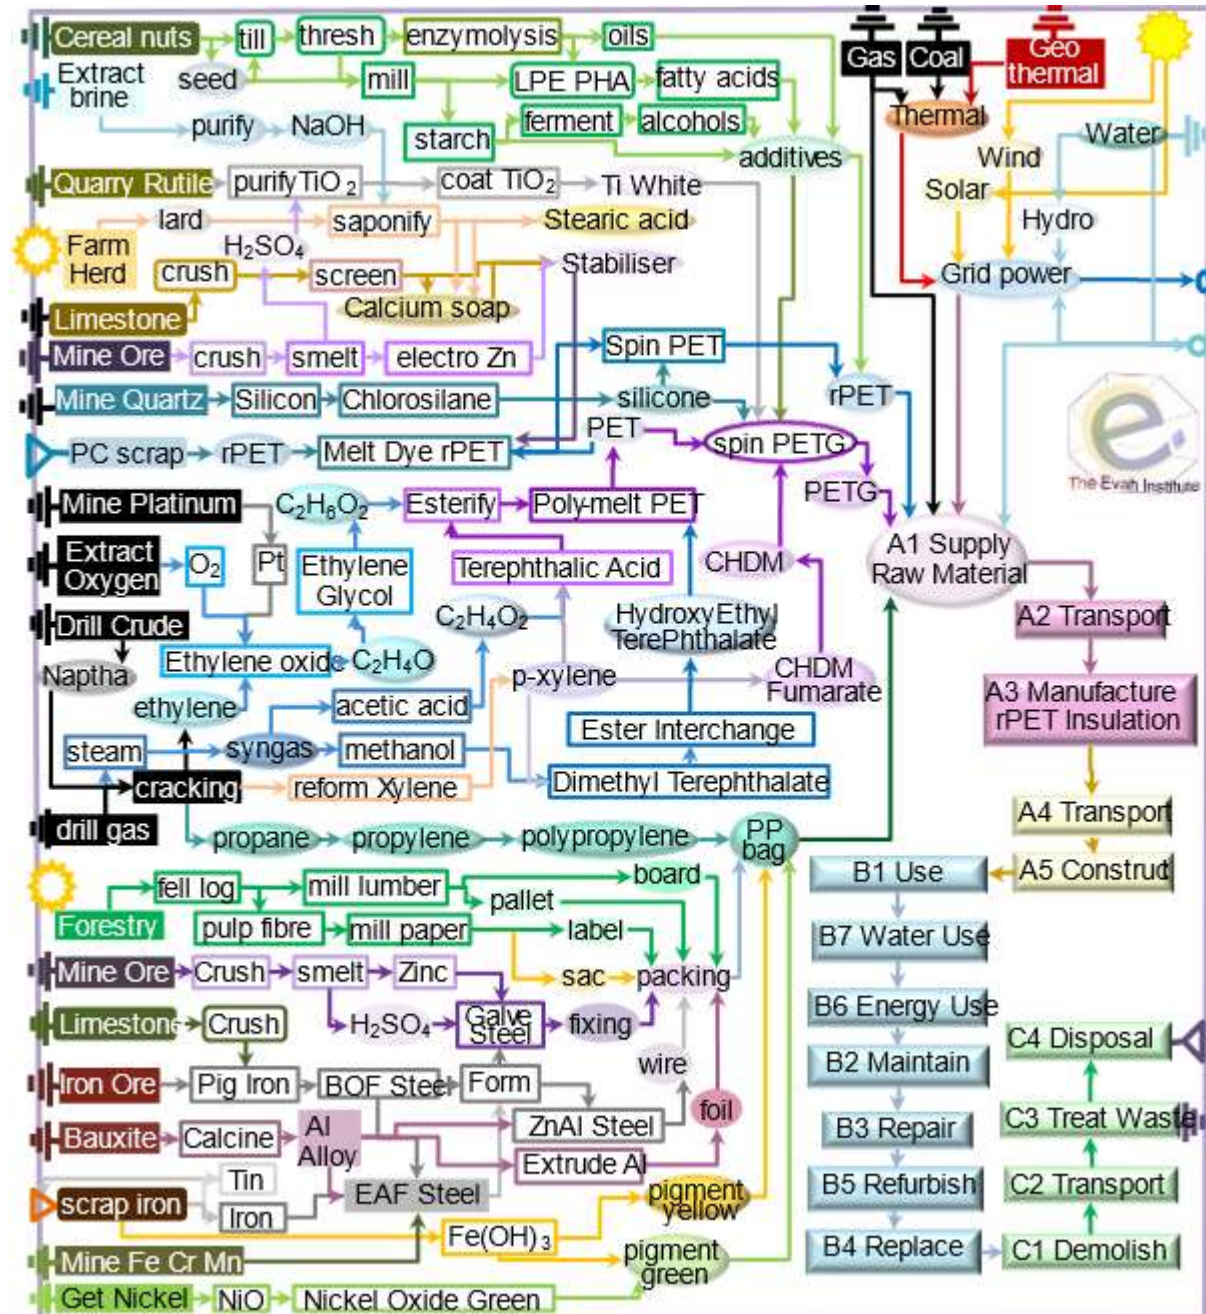 Cereal nuts
till
thresh
enzymolysis
oils
Gas
Coal
Geo
thermal
Extract
brine
seed
mill
LPE PHA
fatty acids
purify
NaOH
starch
ferment
alcohols
additives
Thermal
Water
Wind
Quarry Rutile
purifyTiO2
coat TiO2
Ti White
Solar
lard
saponify
Stearic acid
Hydro
Farm
Herd
H2SO4
crush
screen
Stabiliser
Grid power
Limestone
Calcium soap
Mine Ore
crush
smelt
electro Zn
Spin PET
Mine Quartz
Silicon
Chlorosilane
silicone
rPET
e
PET
spin PETG
PC scrap
rPET
Melt Dye rPET
The Evah Institute
Mine Platinum
C2H6O2
Esterify
Poly-melt PET
PETG
Extract
Oxygen
O2
Pt
Ethylene
Glycol
Terephthalic Acid
CHDM
A1 Supply
Raw Material
Drill Crude
C2H4O2
HydroxyEthyl
TerePhthalate
A2 Transport
Naptha
Ethylene oxide
C2H4O
p-xylene
CHDM
Fumarate
A3 Manufacture
rPET Insulation
ethylene
acetic acid
Ester Interchange
steam
syngas
methanol
cracking
reform Xylene
Dimethyl Terephthalate
drill gas
propane
propylene
polypropylene
PP
bag
A4 Transport
A5 Construct
B1 Use
fell log
mill lumber
board
pallet
Forestry
pulp fibre
mill paper
label
B7 Water Use
Mine Ore
Crush
smelt
Zinc
sac
packing
B6 Energy Use
Limestone
Crush
H2SO4
Galve
Steel
fixing
C4 Disposal
wire
B2 Maintain
Iron Ore
Pig Iron
BOF Steel
Form
foil
Bauxite
Calcine
Al
Alloy
ZnAl Steel
B3 Repair
C3 Treat Waste
Extrude Al
Tin
scrap iron
Iron
EAF Steel
pigment
yellow
B5 Refurbish
C2 Transport
Fe(OH)3
Mine Fe Cr Mn
pigment
green
B4 Replace
C1 Demolish
Get Nickel
NiO
Nickel Oxide Green